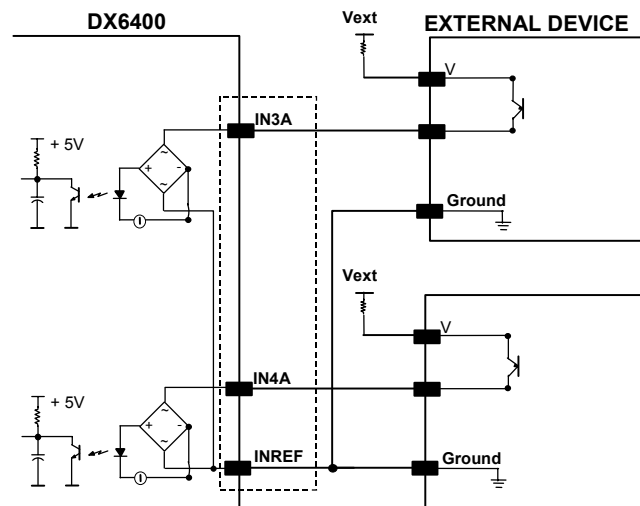 DX6400
Vext
EXTERNAL DEVICE
V
IN3A
+ 5V
~
+
-
~
I
Ground
Vext
V
IN4A
+ 5V
~
+
-
~
I
INREF
Ground